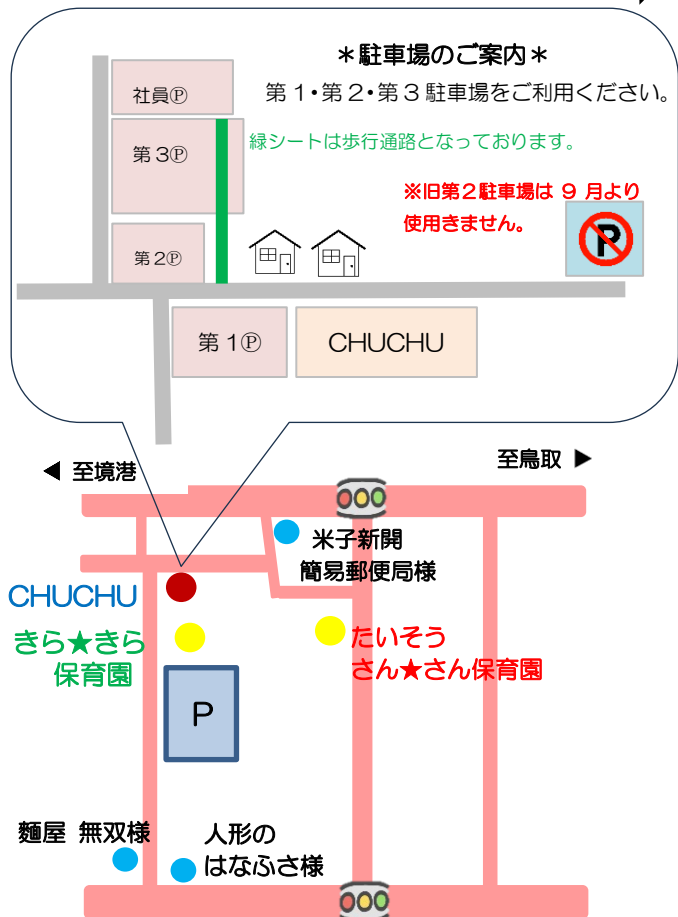 ＊駐車場のご案内＊
第１・第２・第３駐車場をご利用ください。
緑シートは歩行通路となっております。
※旧第２駐車場は ９ 月より
使用きません。
P
社員Ⓟ
第３Ⓟ
第２Ⓟ
第１Ⓟ
CHUCHU
◀ 至境港
至鳥取 ▶
米子新開
簡易郵便局様
CHUCHU
きら★きら
保育園
たいそう
さん★さん保育園
P
麵屋 無双様
人形の
はなふさ様